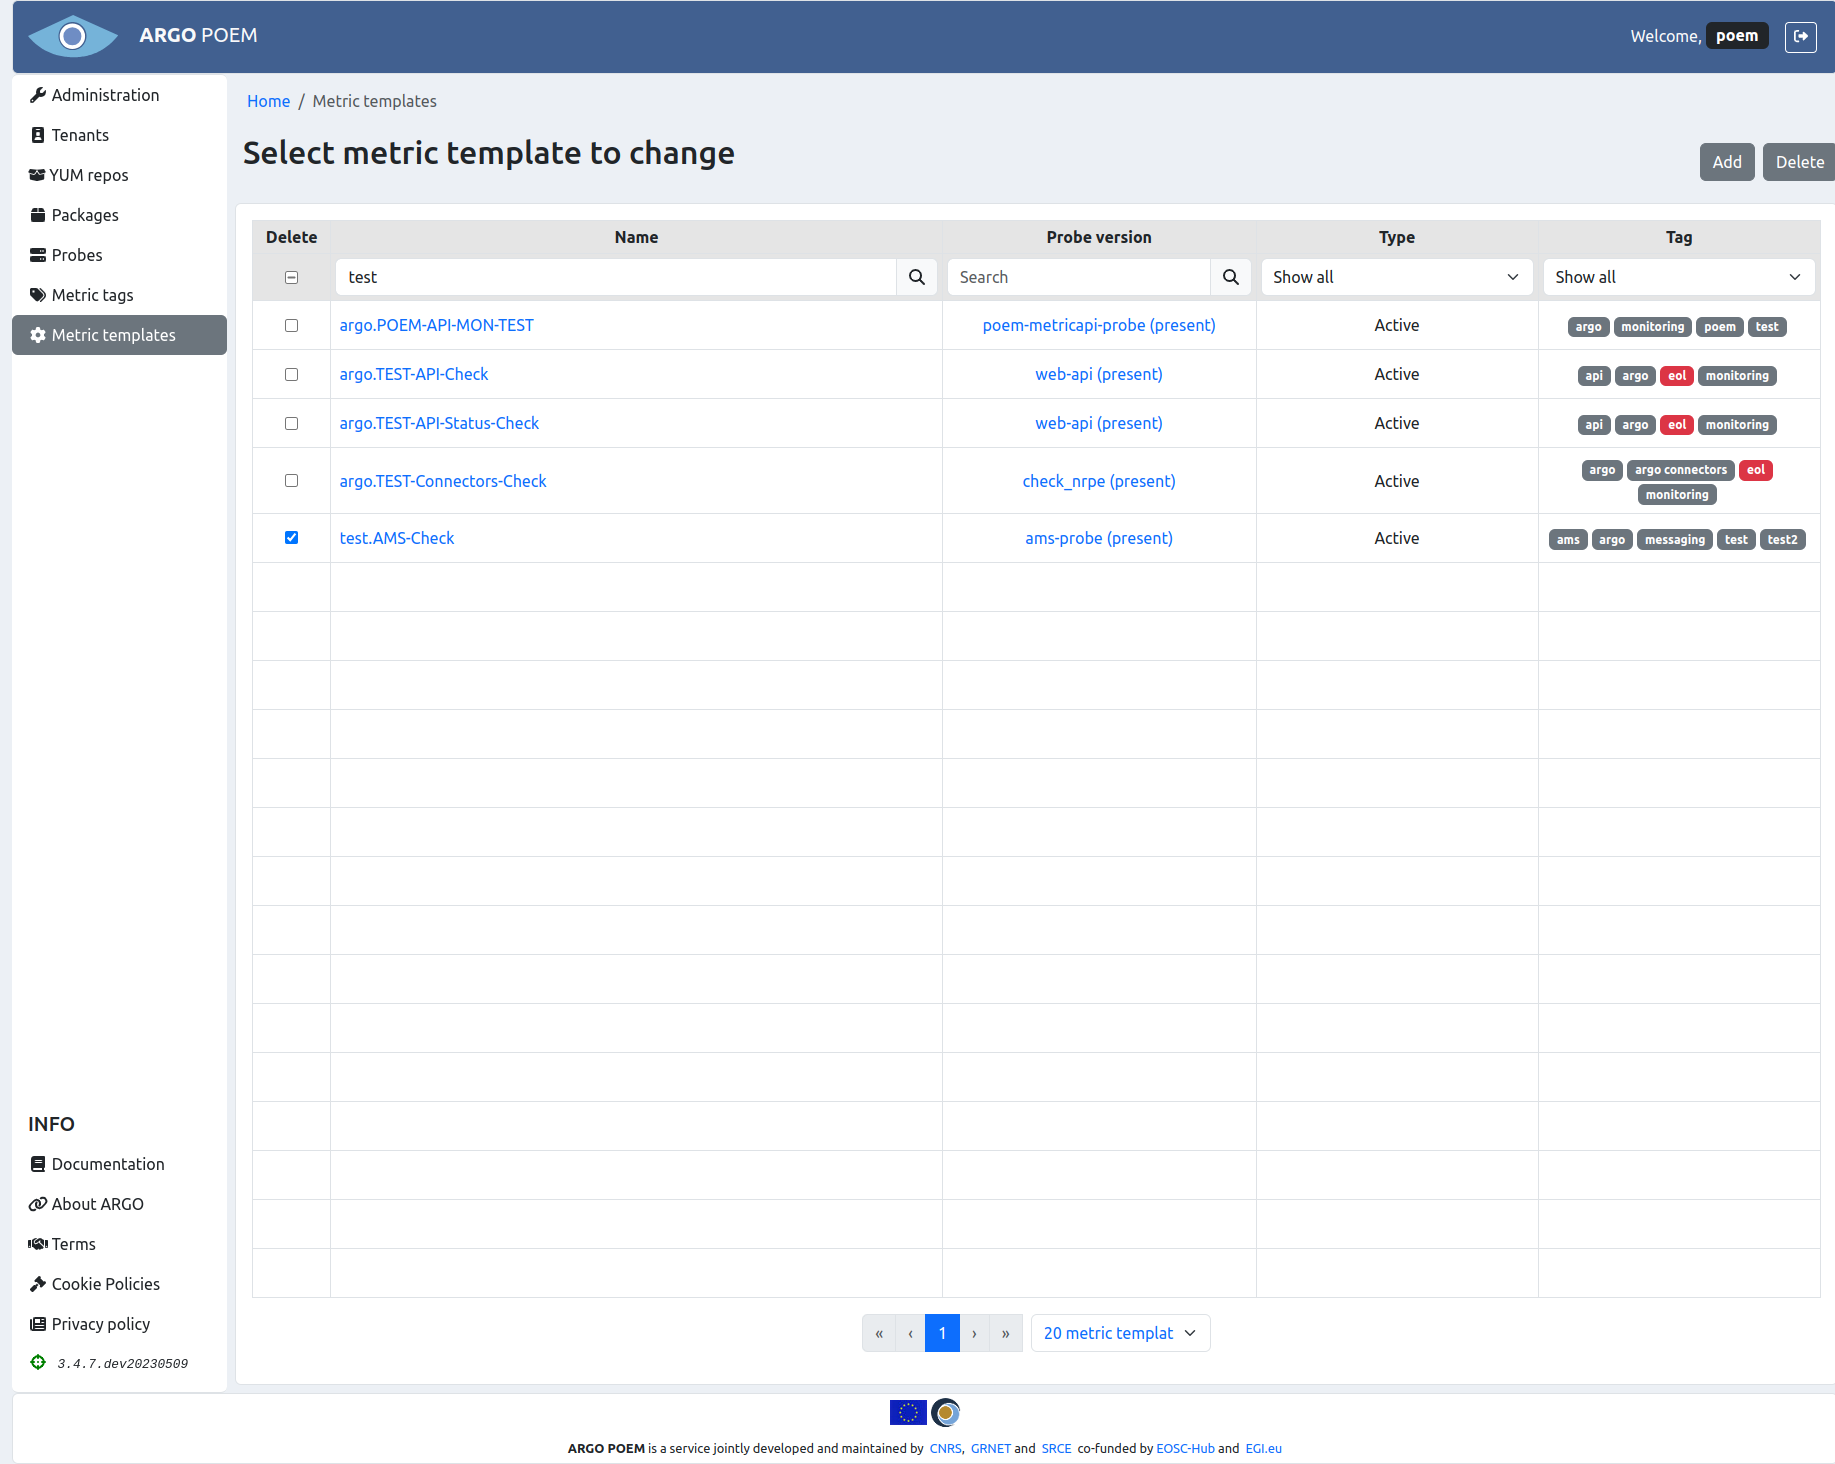 ARGO POEM
Welcome, poem
Administration
Tenants
YUM repos
Packages
Probes
Metric tags
Metric templates
Home / Metric templates
Select metric template to change
Add Delete
Delete Name Probe version Type Tag
test Search Show all Show all
argo.POEM-API-MON-TEST poem-metricapi-probe (present) Active argo monitoring poem test
argo.TEST-API-Check web-api (present) Active api argo eol monitoring
argo.TEST-API-Status-Check web-api (present) Active api argo eol monitoring
argo.TEST-Connectors-Check check_nrpe (present) Active argo argo connectors eol
monitoring
test.AMS-Check ams-probe (present) Active ams argo messaging test test2
« ‹ 1 › » 20 metric templat
INFO
Documentation
About ARGO
Terms
Cookie Policies
Privacy policy
3.4.7.dev20230509
ARGO POEM is a service jointly developed and maintained by CNRS, GRNET and SRCE co-funded by EOSC-Hub and EGI.eu